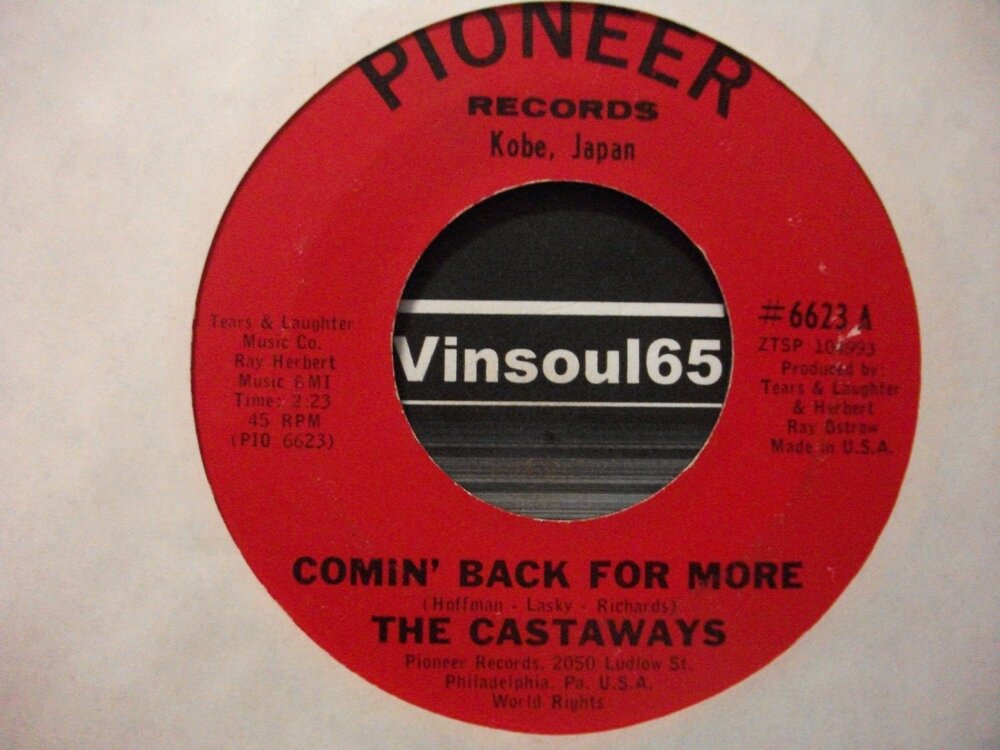 PIONEER
RECORDS
Kobe, Japan
Tears & Laughter
Music Co.
Ray Herbert
Music BMI
Time: 2:23
45 RPM
(PIO 6623)
Vinsoul65
#6623 A
ZTSP
Produced by:
Tears & Laughter
& Herbert
Ray Ostrow
Made in U.S.A.
COMIN' BACK FOR MORE
(Hoffman - Lasky - Richards)
THE CASTAWAYS
Pioneer Records, 2050 Ludlow St.
Philadelphia, Pa. U.S.A.
World Rights